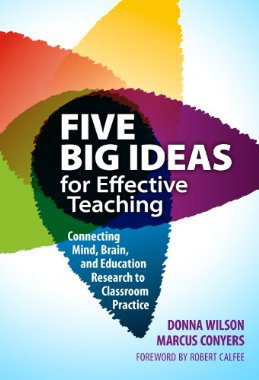 FIVE
BIG IDEAS
for Effective
Teaching
Connecting
Mind, Brain,
and Education
Research to
Classroom
Practice
DONNA WILSON
MARCUS CONYERS
FOREWORD BY ROBERT CALFEE